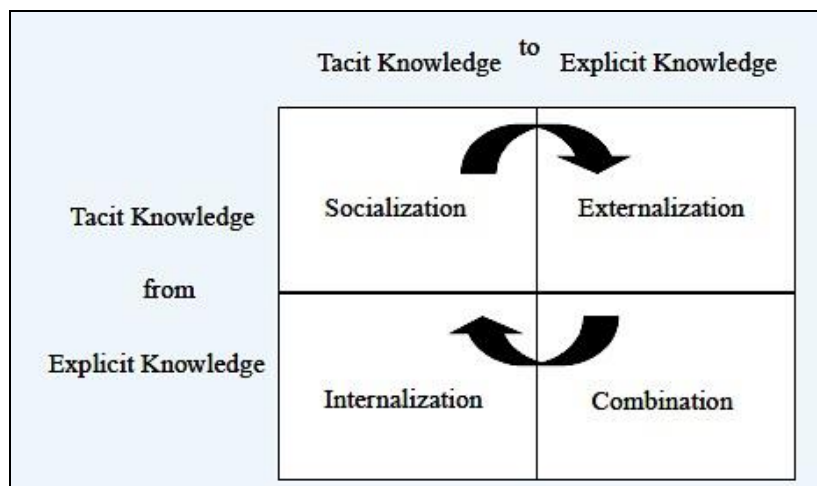 Tacit Knowledge to Explicit Knowledge
Socialization Externalization
Tacit Knowledge
from
Explicit Knowledge
Internalization Combination